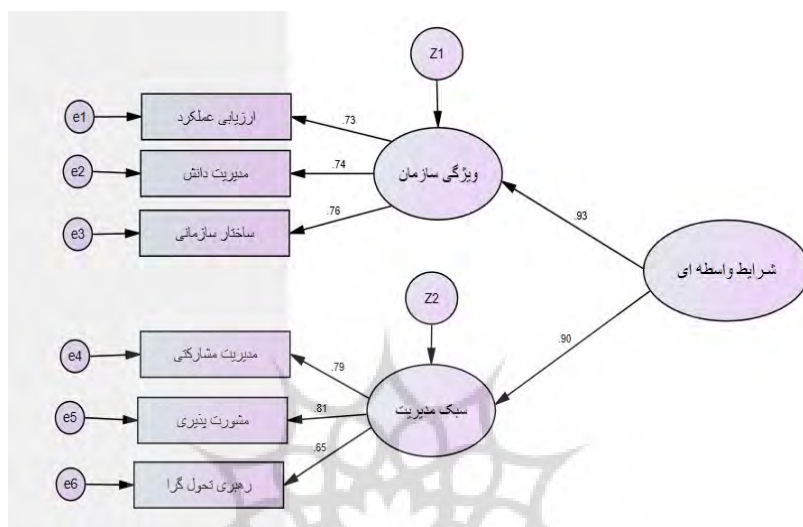 Z1
e1
ارزیابی عملکرد
.73
e2
مدیریت دانش
.74
ویژگی سازمان
e3
ساختار سازمانی
.76
.93
شرایط واسطه ای
Z2
.90
e4
مدیریت مشارکتی
.79
e5
مشورت پذیری
.81
سبک مدیریت
e6
رهبری تحول گرا
.65